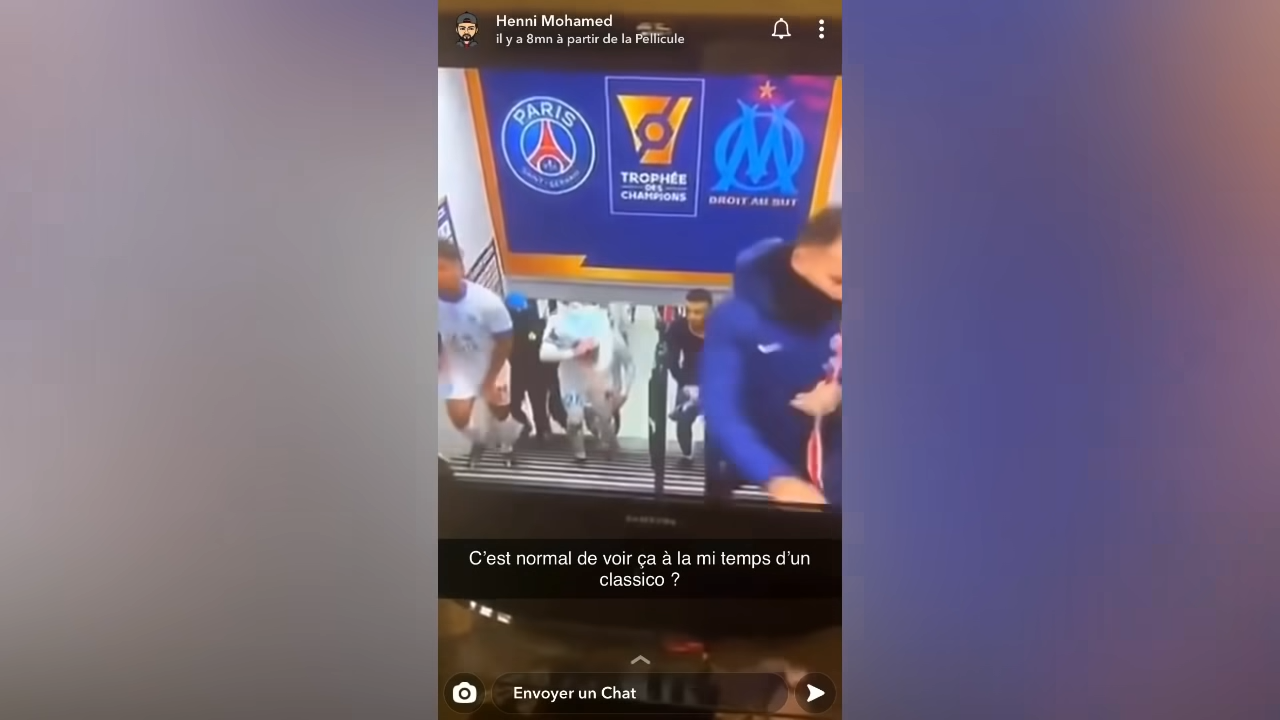 Henni Mohamed
il y a 8mn à partir de la Pellicule
PARIS
SAINT-GERMAIN
TROPHÉE
DES
CHAMPIONS
DROIT AU BUT
SAMSUNG
C’est normal de voir ça à la mi temps d’un
classico ?
Envoyer un Chat